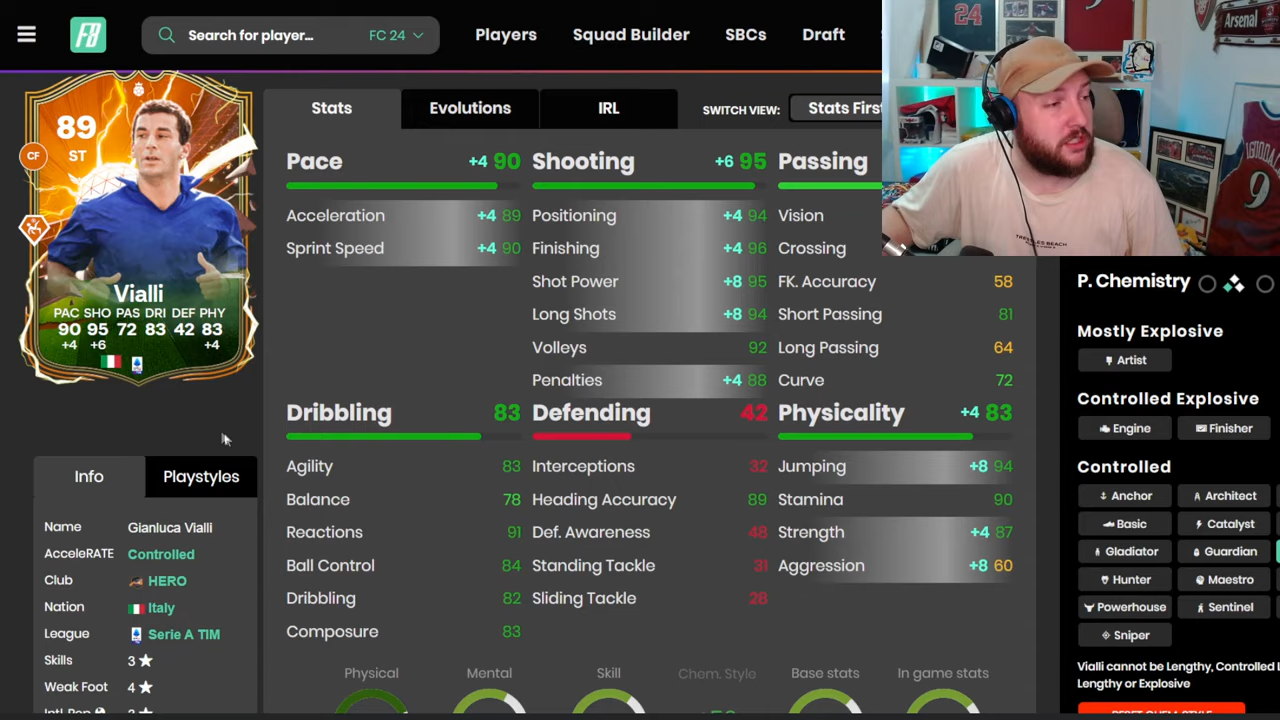 F8
Search for player...
FC 24
Players
Squad Builder
SBCs
Draft
24
Arsenal
9
89
ST
CF
Vialli
PAC SHO PAS DRI DEF PHY
90 95 72 83 42 83
+4 +6 +4
Stats
Evolutions
IRL
SWITCH VIEW:
Stats First
Pace +4 90
Acceleration +4 89
Sprint Speed +4 90
Shooting +6 95
Positioning +4 94
Finishing +4 96
Shot Power +8 95
Long Shots +8 94
Volleys 92
Penalties +4 88
Passing
Vision
Crossing
FK. Accuracy 58
Short Passing 81
Long Passing 64
Curve 72
Dribbling 83
Agility 83
Balance 78
Reactions 91
Ball Control 84
Dribbling 82
Composure 83
Defending 42
Interceptions 32
Heading Accuracy 89
Def. Awareness 48
Standing Tackle 31
Sliding Tackle 28
Physicality +4 83
Jumping +8 94
Stamina 90
Strength +4 87
Aggression +8 60
Physical
Mental
Skill
Chem. Style
Base stats
In game stats
Info
Playstyles
Name Gianluca Vialli
AcceleRATE Controlled
Club HERO
Nation Italy
League Serie A TIM
Skills 3
Weak Foot 4
P. Chemistry
Mostly Explosive
Artist
Controlled Explosive
Engine
Finisher
Controlled
Anchor
Architect
Basic
Catalyst
Gladiator
Guardian
Hunter
Maestro
Powerhouse
Sentinel
Sniper
Vialli cannot be Lengthy, Controlled
Lengthy or Explosive